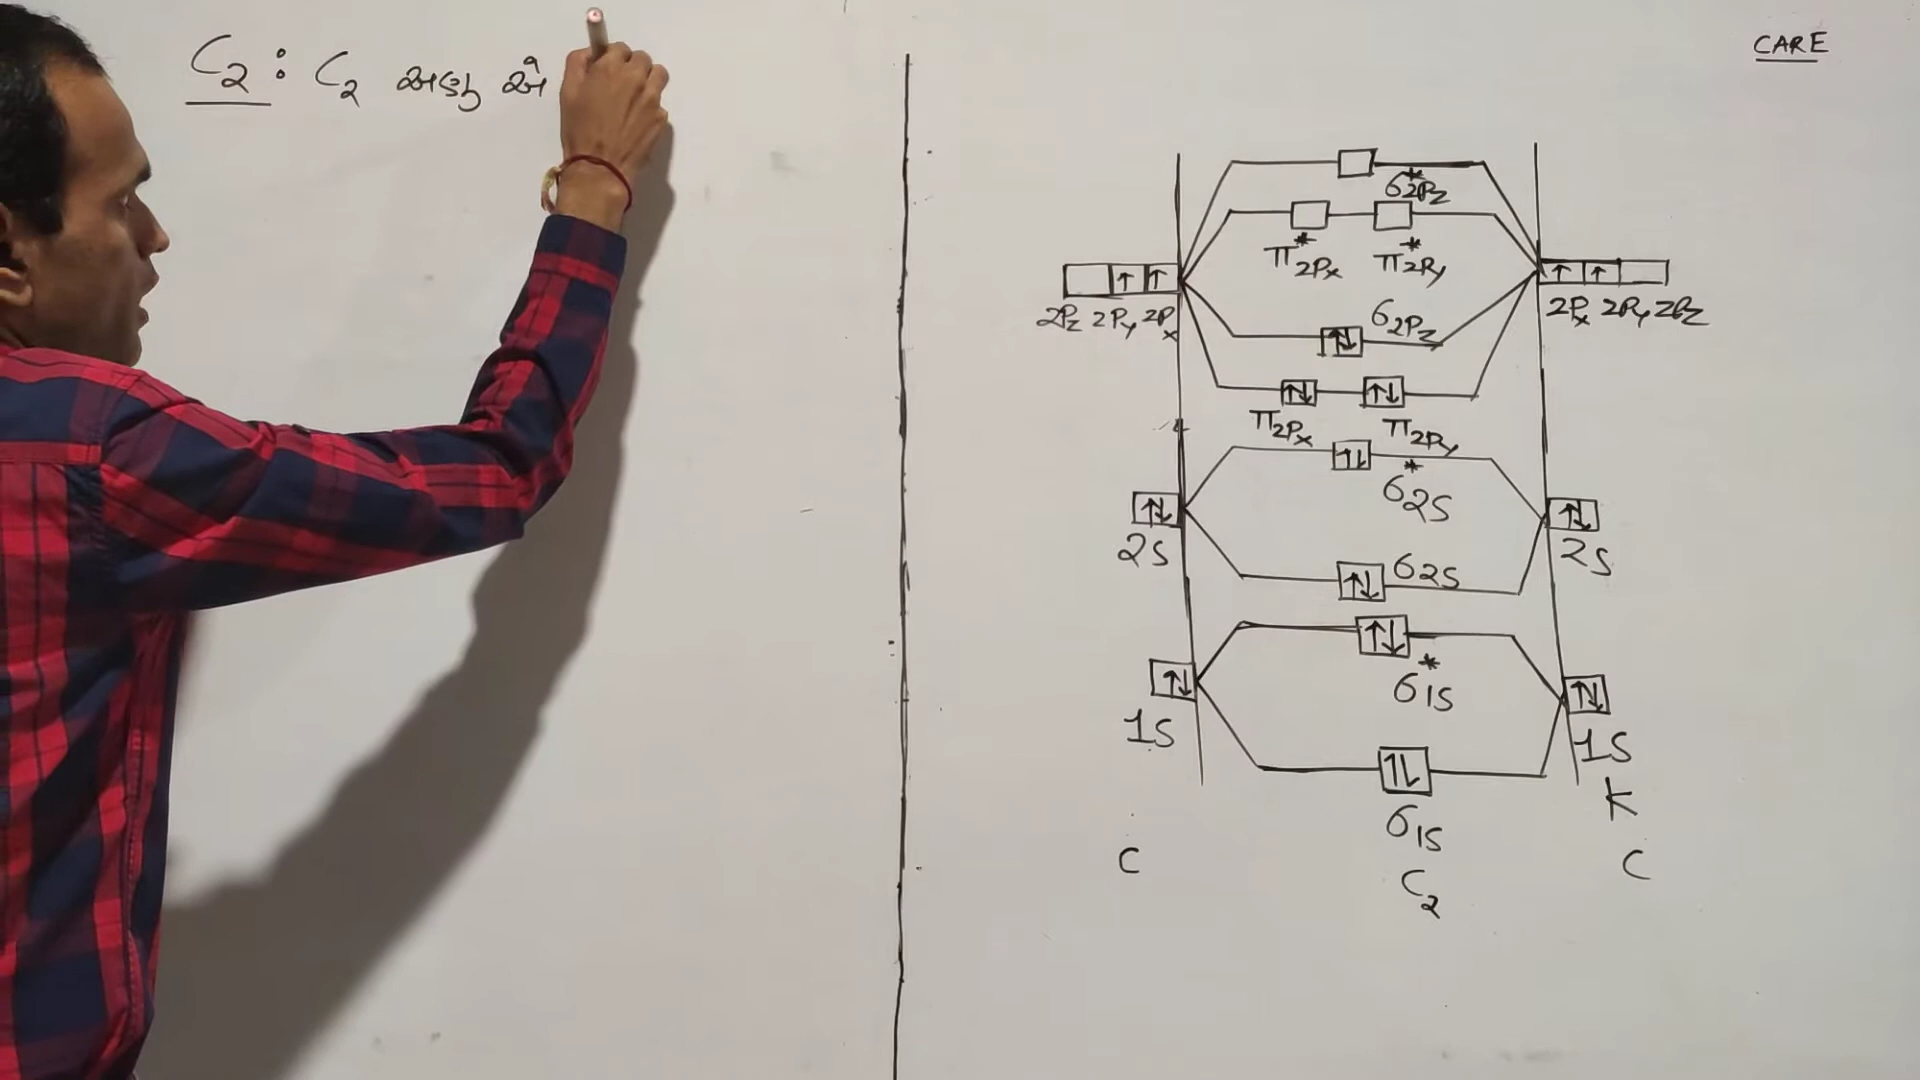 C₂ : C₂ અણુ એ
CARE
σ*2Pz
π*2Px π*2Py
↑ ↑
↑ ↑
2Pz 2Py 2Px
2Px 2Py 2Pz
σ2Pz
↑↓
↑↓ ↑↓
π2Px π2Py
↑↓
σ*2S
↑↓
2S
↑↓
2S
↑↓ σ2S
↑↓
σ*1S
↑↓
1S
↑↓
1S
K
↑↓
σ1S
C
C₂
C